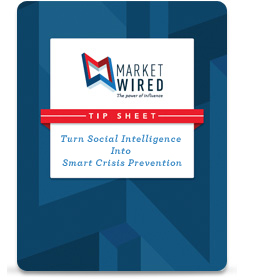 MARKET
WIRED
The power of influence
TIP SHEET
Turn Social Intelligence
Into
Smart Crisis Prevention